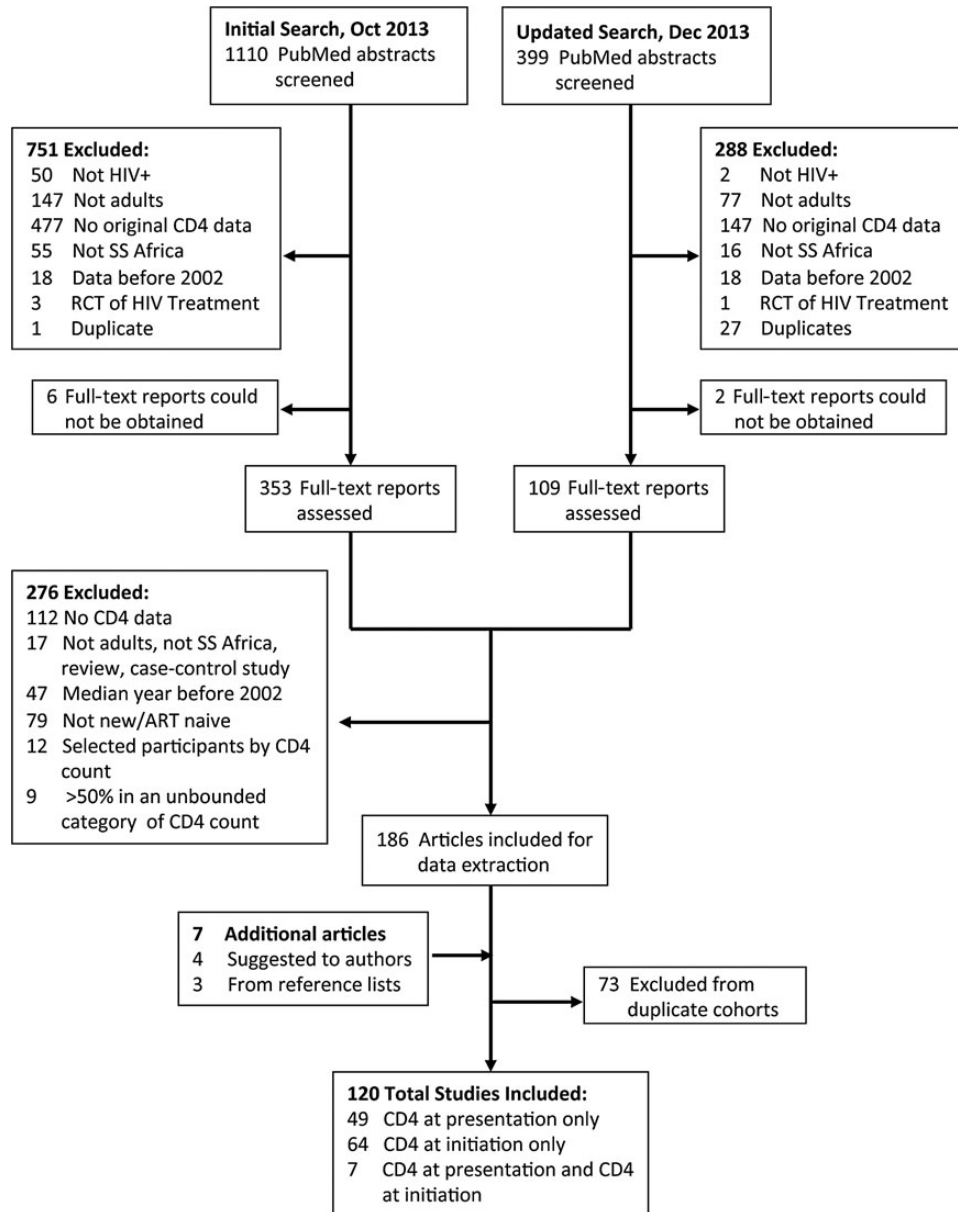 Initial Search, Oct 2013
1110 PubMed abstracts
screened
Updated Search, Dec 2013
399 PubMed abstracts
screened
751 Excluded:
50 Not HIV+
147 Not adults
477 No original CD4 data
55 Not SS Africa
18 Data before 2002
3 RCT of HIV Treatment
1 Duplicate
288 Excluded:
2 Not HIV+
77 Not adults
147 No original CD4 data
16 Not SS Africa
18 Data before 2002
1 RCT of HIV Treatment
27 Duplicates
6 Full-text reports could
not be obtained
2 Full-text reports could
not be obtained
353 Full-text reports
assessed
109 Full-text reports
assessed
276 Excluded:
112 No CD4 data
17 Not adults, not SS Africa,
review, case-control study
47 Median year before 2002
79 Not new/ART naive
12 Selected participants by CD4
count
9 >50% in an unbounded
category of CD4 count
186 Articles included for
data extraction
7 Additional articles
4 Suggested to authors
3 From reference lists
73 Excluded from
duplicate cohorts
120 Total Studies Included:
49 CD4 at presentation only
64 CD4 at initiation only
7 CD4 at presentation and CD4
at initiation